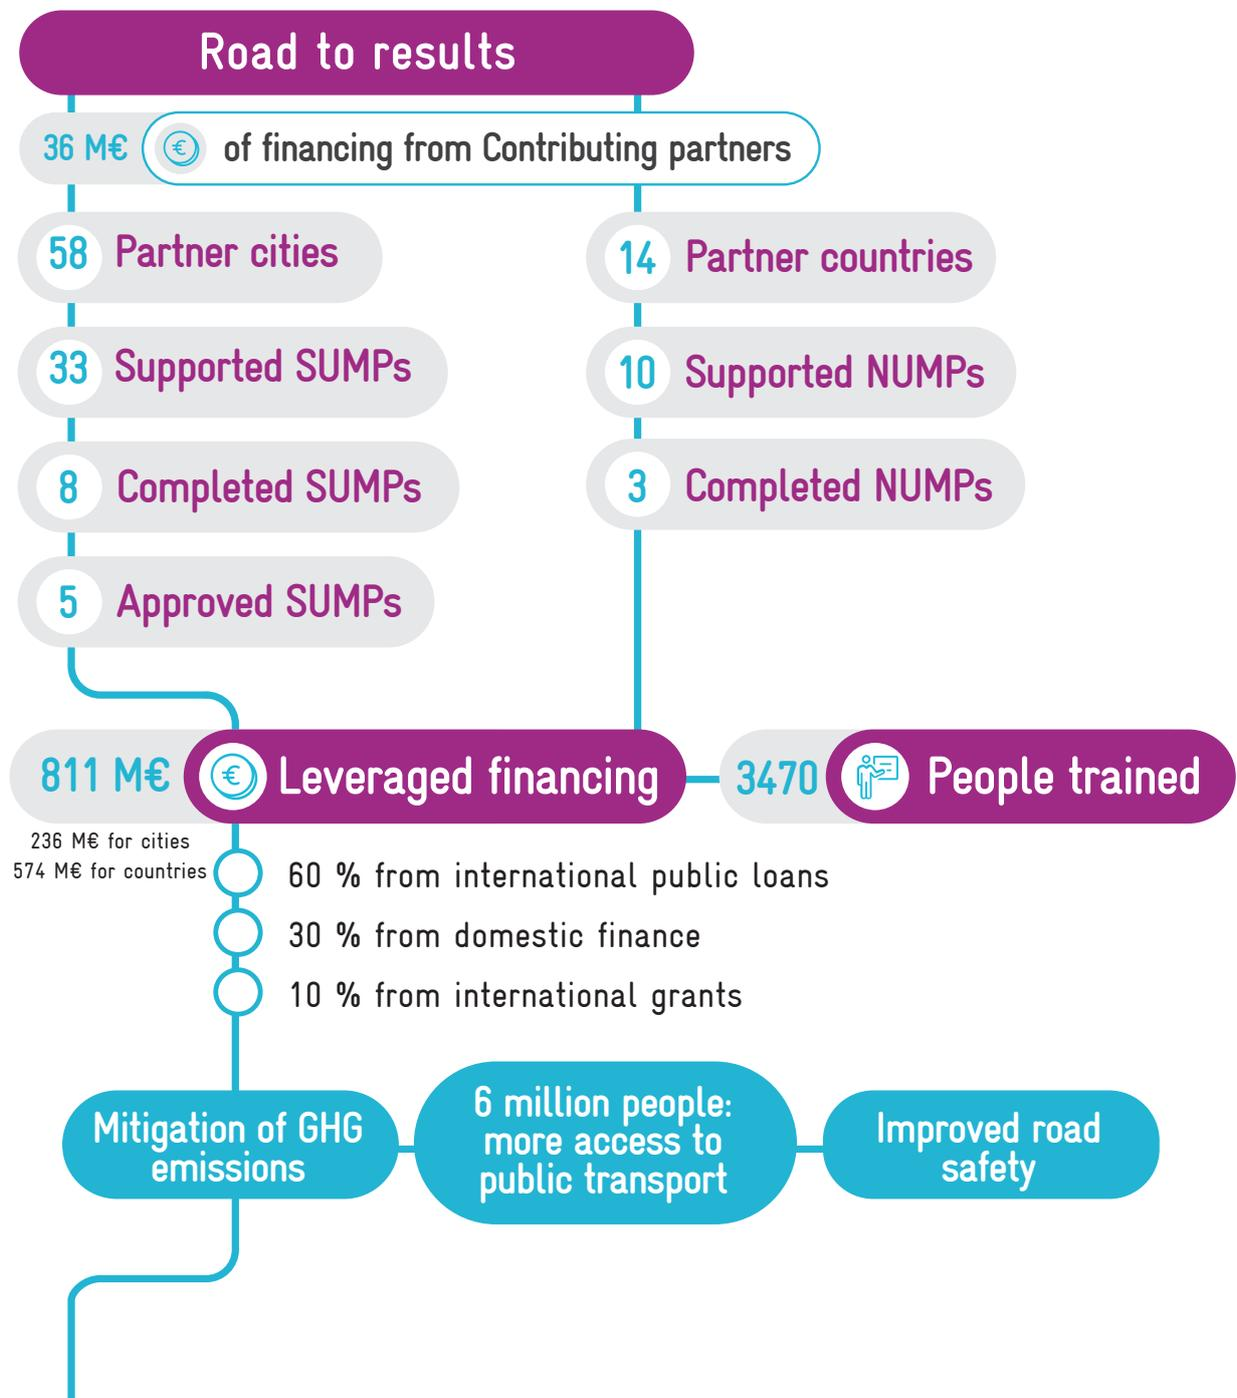 Road to results
36 M€ € of financing from Contributing partners
58 Partner cities
14 Partner countries
33 Supported SUMPs
10 Supported NUMPs
8 Completed SUMPs
3 Completed NUMPs
5 Approved SUMPs
811 M€ € Leveraged financing
3470 People trained
236 M€ for cities
574 M€ for countries
60 % from international public loans
30 % from domestic finance
10 % from international grants
Mitigation of GHG
emissions
6 million people:
more access to
public transport
Improved road
safety